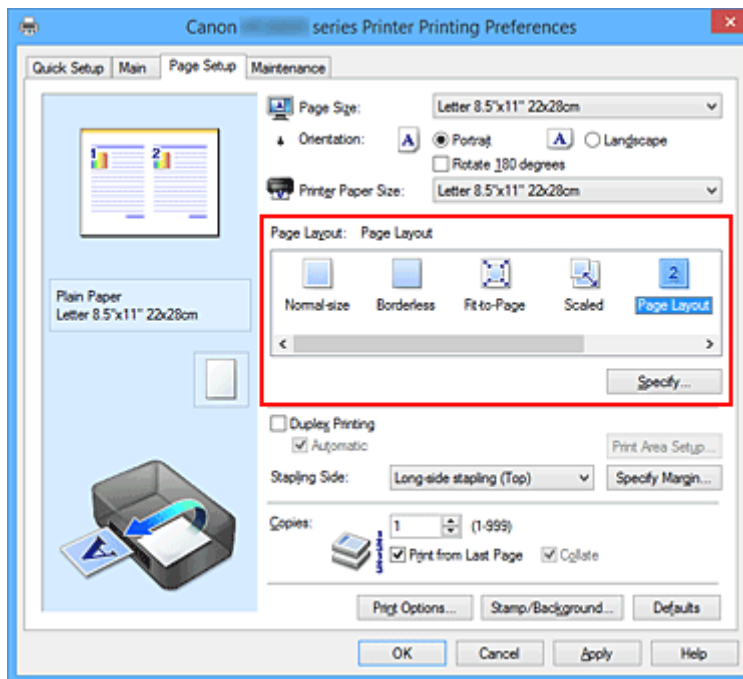 Canon series Printer Printing Preferences
Quick Setup Main Page Setup Maintenance
1 2
Plain Paper
Letter 8.5"x11" 22x28cm
Page Size: Letter 8.5"x11" 22x28cm
Orientation: A Portrait A Landscape
Rotate 180 degrees
Printer Paper Size: Letter 8.5"x11" 22x28cm
Page Layout: Page Layout
2
Normal-size Borderless Fit-to-Page Scaled Page Layout
Specify...
Duplex Printing
Automatic Print Area Setup...
Stapling Side: Long-side stapling (Top) Specify Margin...
Copies: 1 (1-999)
Print from Last Page Collate
A
Print Options... Stamp/Background... Defaults
OK Cancel Apply Help